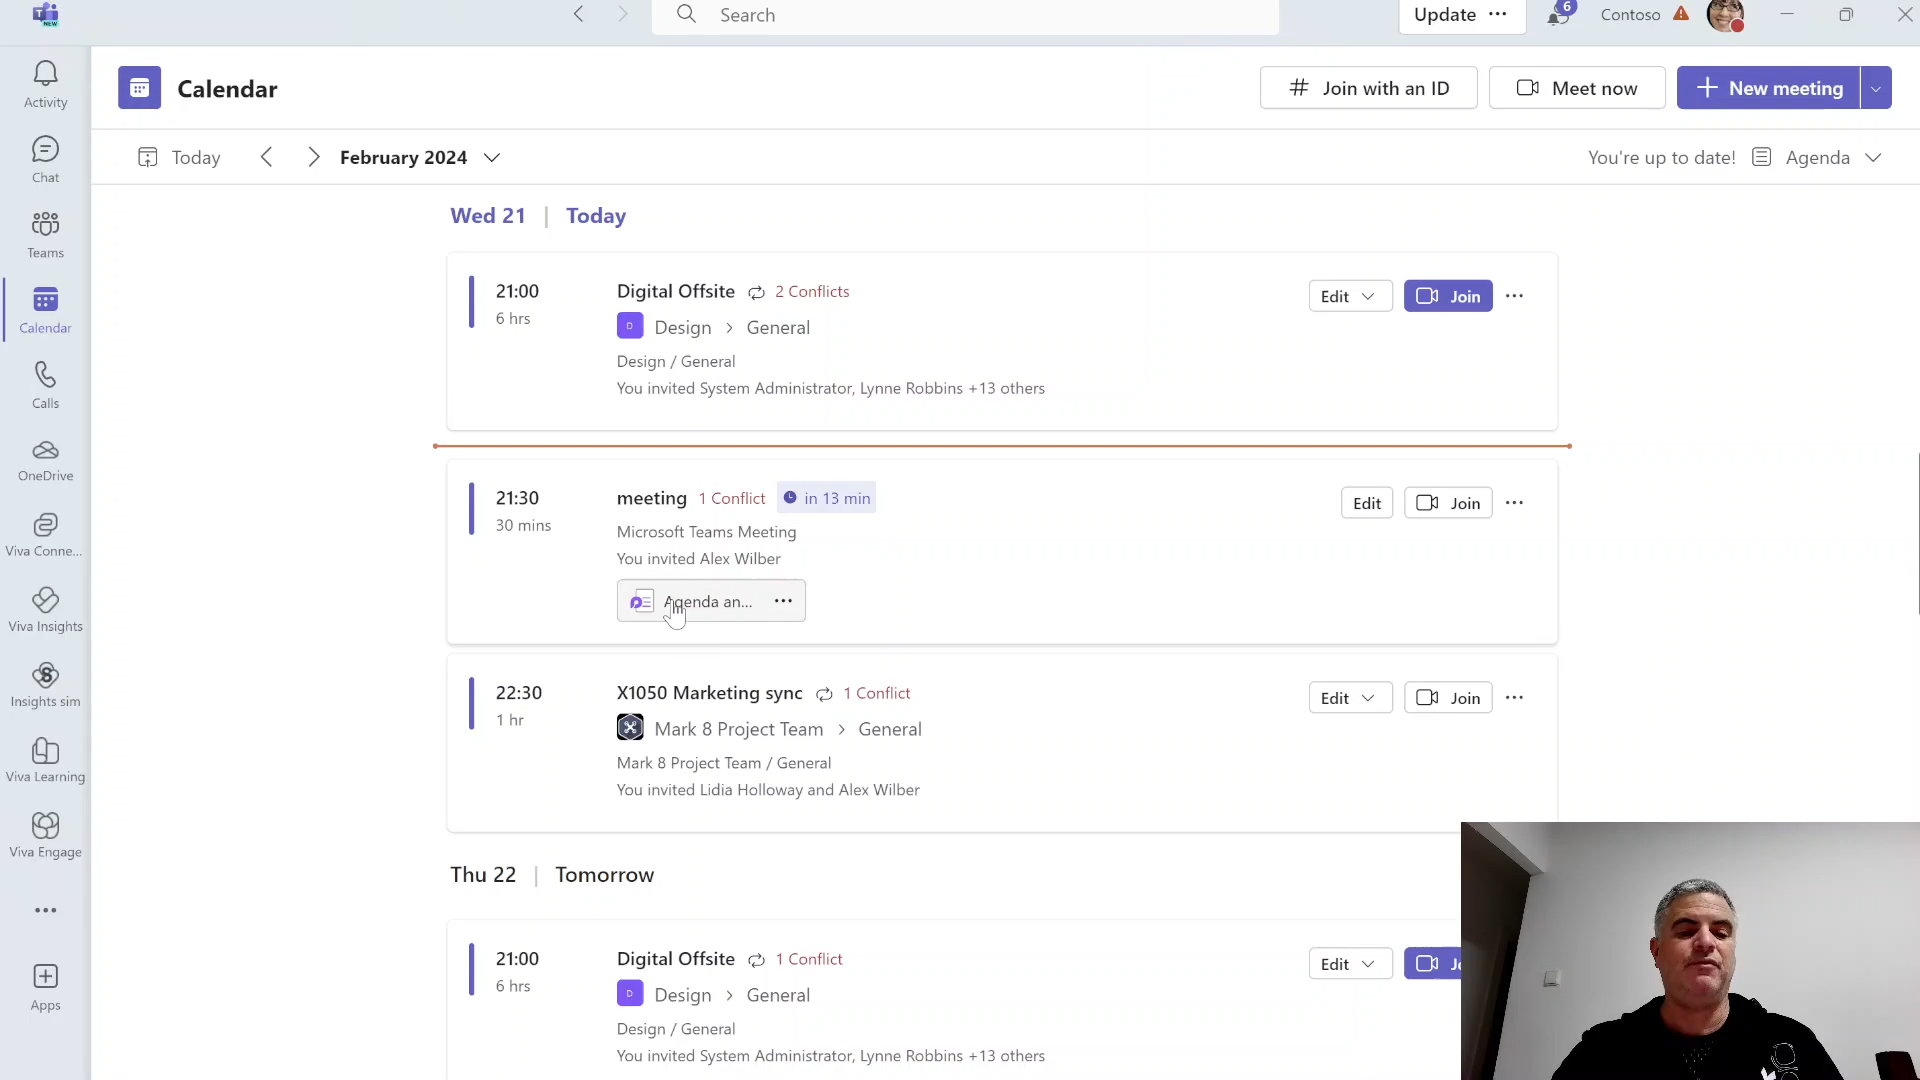 NEW
Search
Update
6
Contoso
Activity
Chat
Teams
Calendar
Calls
OneDrive
Viva Conne...
Viva Insights
Insights sim
Viva Learning
Viva Engage
Apps
Calendar
# Join with an ID
Meet now
+ New meeting
Today
February 2024
You're up to date!
Agenda
Wed 21 | Today
21:00
6 hrs
Digital Offsite
2 Conflicts
D
Design > General
Design / General
You invited System Administrator, Lynne Robbins +13 others
Edit
Join
21:30
30 mins
meeting
1 Conflict
in 13 min
Microsoft Teams Meeting
You invited Alex Wilber
Agenda an...
Edit
Join
22:30
1 hr
X1050 Marketing sync
1 Conflict
Mark 8 Project Team > General
Mark 8 Project Team / General
You invited Lidia Holloway and Alex Wilber
Edit
Join
Thu 22 | Tomorrow
21:00
6 hrs
Digital Offsite
1 Conflict
D
Design > General
Design / General
You invited System Administrator, Lynne Robbins +13 others
Edit